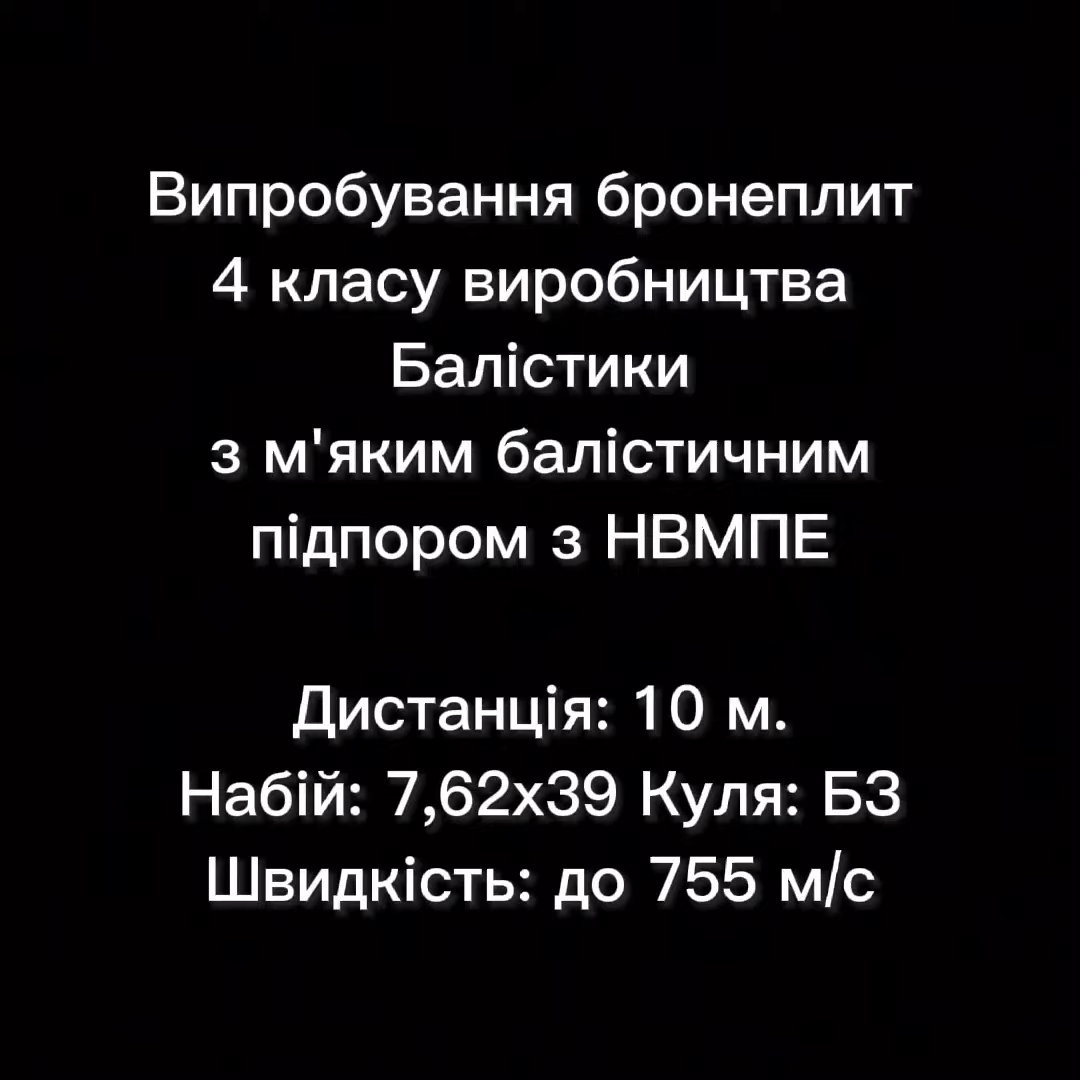 Випробування бронеплит
4 класу виробництва
Балістики
з м'яким балістичним
підпором з НВМПЕ
Дистанція: 10 м.
Набій: 7,62х39 Куля: БЗ
Швидкість: до 755 м/с